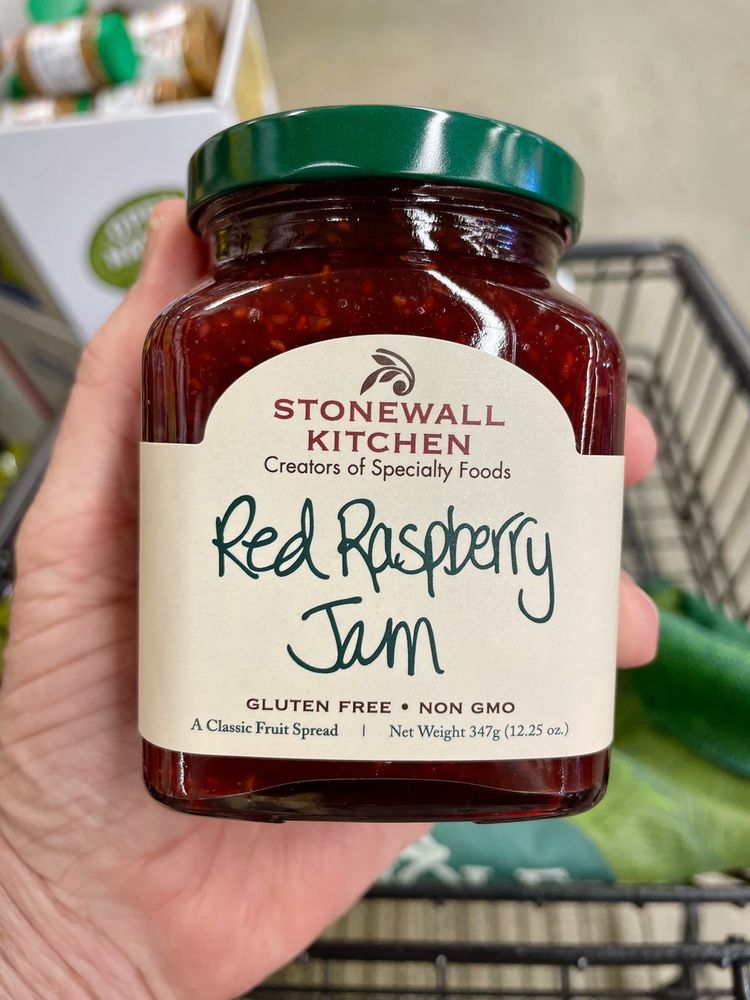 STONEWALL
KITCHEN
Creators of Specialty Foods
Red Raspberry
Jam
GLUTEN FREE • NON GMO
A Classic Fruit Spread | Net Weight 347g (12.25 oz.)